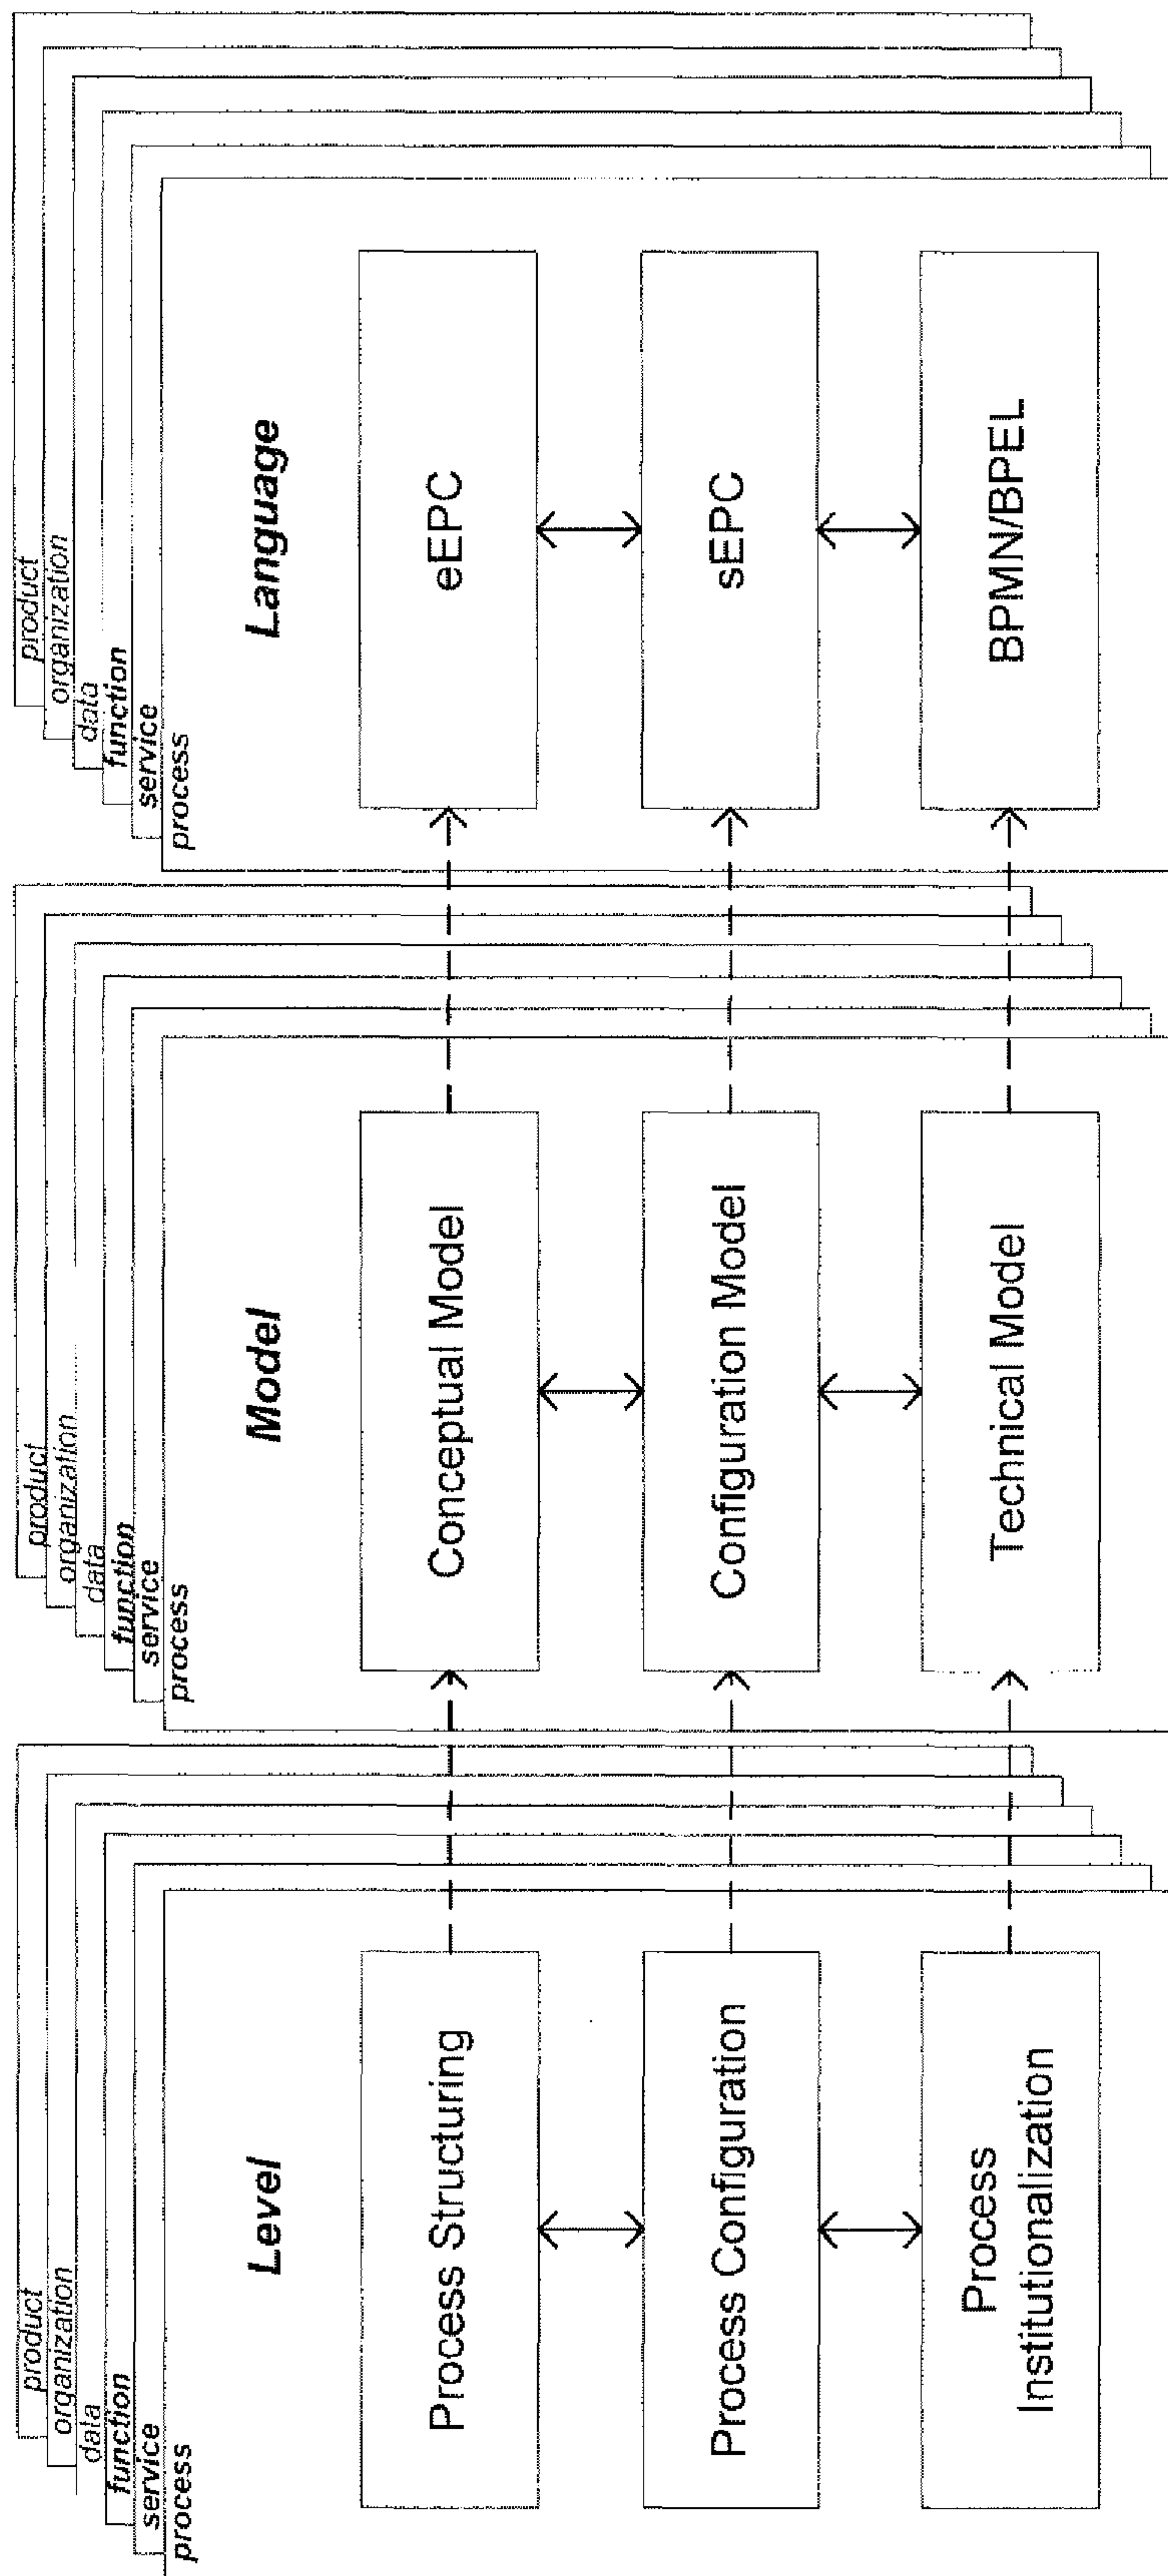 product
organization
data
function
service
process
Level
Process Structuring
Process Configuration
Process
Institutionalization
product
organization
data
function
service
process
Model
Conceptual Model
Configuration Model
Technical Model
product
organization
data
function
service
process
Language
eEPC
sEPC
BPMN/BPEL